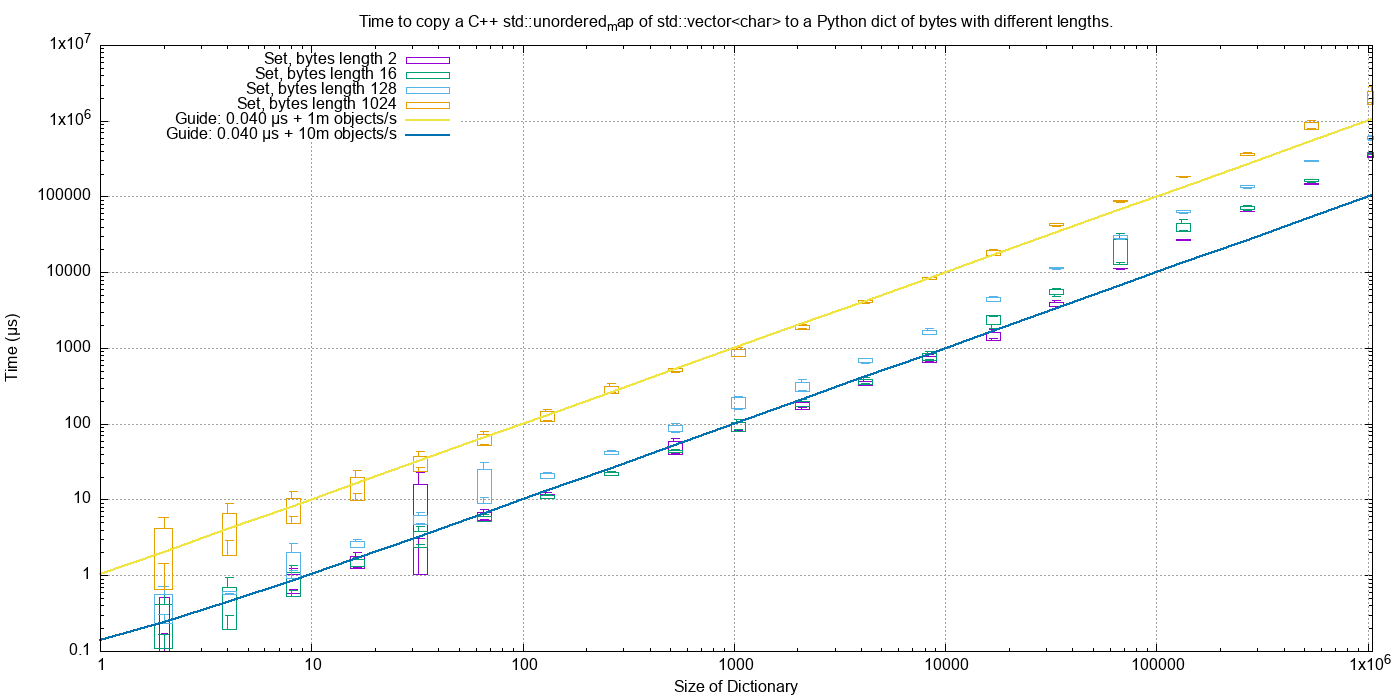 Time to copy a C++ std::unordered_map of std::vector<char> to a Python dict of bytes with different lengths.
1x10^7
Set, bytes length 2
Set, bytes length 16
Set, bytes length 128
Set, bytes length 1024
Guide: 0.040 µs + 1m objects/s
Guide: 0.040 µs + 10m objects/s
1x10^6
100000
10000
1000
100
10
1
0.1
Time (µs)
1 10 100 1000 10000 100000 1x10^6
Size of Dictionary